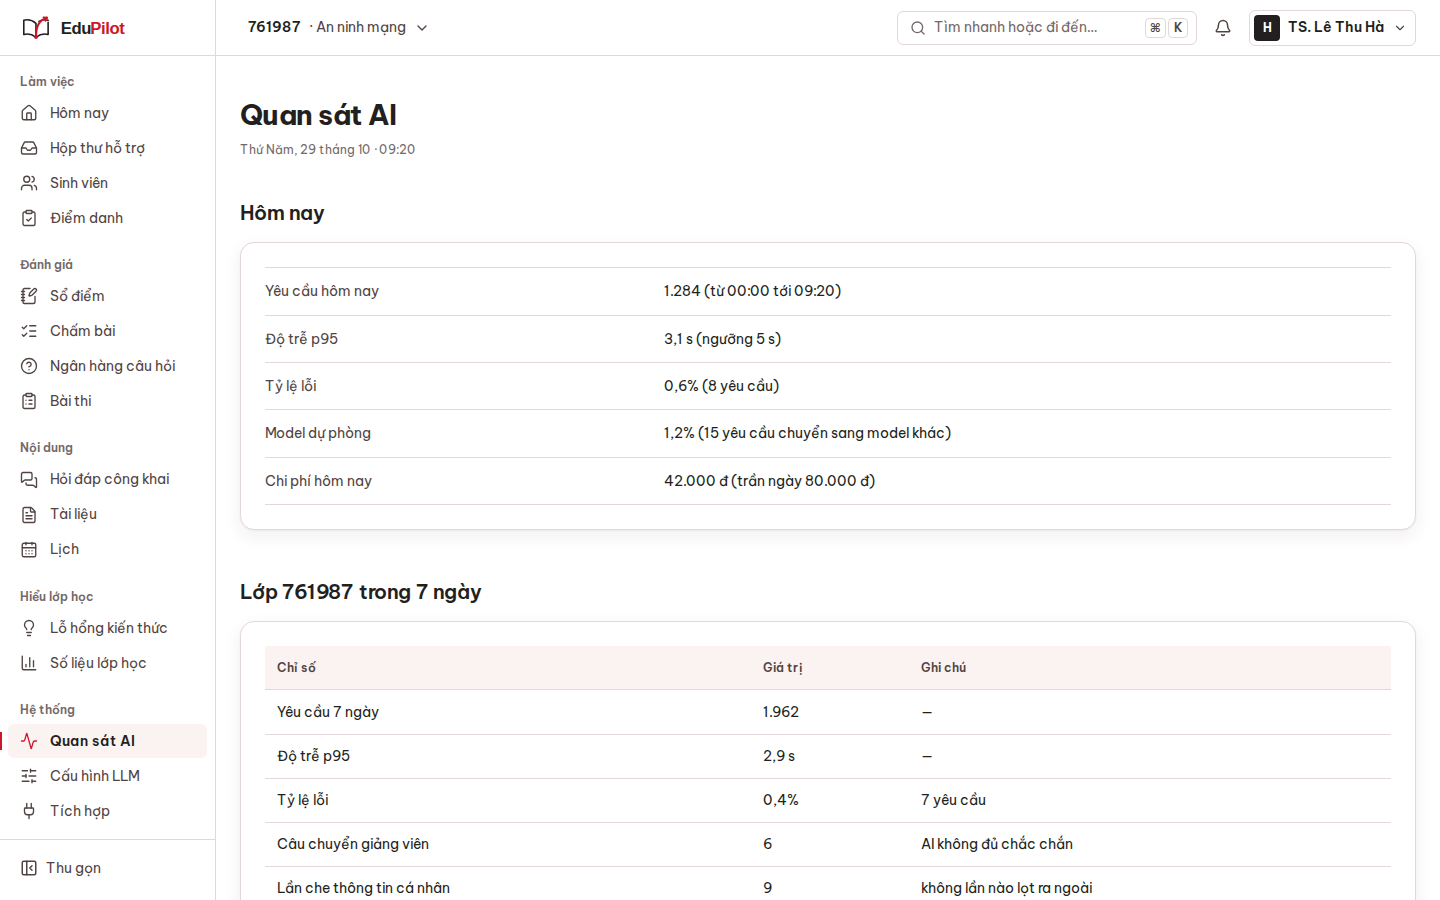 EduPilot
761987 · An ninh mạng
Tìm nhanh hoặc đi đến...
⌘ K
H
TS. Lê Thu Hà
Làm việc
Hôm nay
Hộp thư hỗ trợ
Sinh viên
Điểm danh
Đánh giá
Sổ điểm
Chấm bài
Ngân hàng câu hỏi
Bài thi
Nội dung
Hỏi đáp công khai
Tài liệu
Lịch
Hiểu lớp học
Lỗ hổng kiến thức
Số liệu lớp học
Hệ thống
Quan sát AI
Cấu hình LLM
Tích hợp
Thu gọn
Quan sát AI
Thứ Năm, 29 tháng 10 · 09:20
Hôm nay
Yêu cầu hôm nay 1.284 (từ 00:00 tới 09:20)
Độ trễ p95 3,1 s (ngưỡng 5 s)
Tỷ lệ lỗi 0,6% (8 yêu cầu)
Model dự phòng 1,2% (15 yêu cầu chuyển sang model khác)
Chi phí hôm nay 42.000 đ (trần ngày 80.000 đ)
Lớp 761987 trong 7 ngày
Chỉ số Giá trị Ghi chú
Yêu cầu 7 ngày 1.962 —
Độ trễ p95 2,9 s —
Tỷ lệ lỗi 0,4% 7 yêu cầu
Câu chuyển giảng viên 6 AI không đủ chắc chắn
Lần che thông tin cá nhân 9 không lần nào lọt ra ngoài